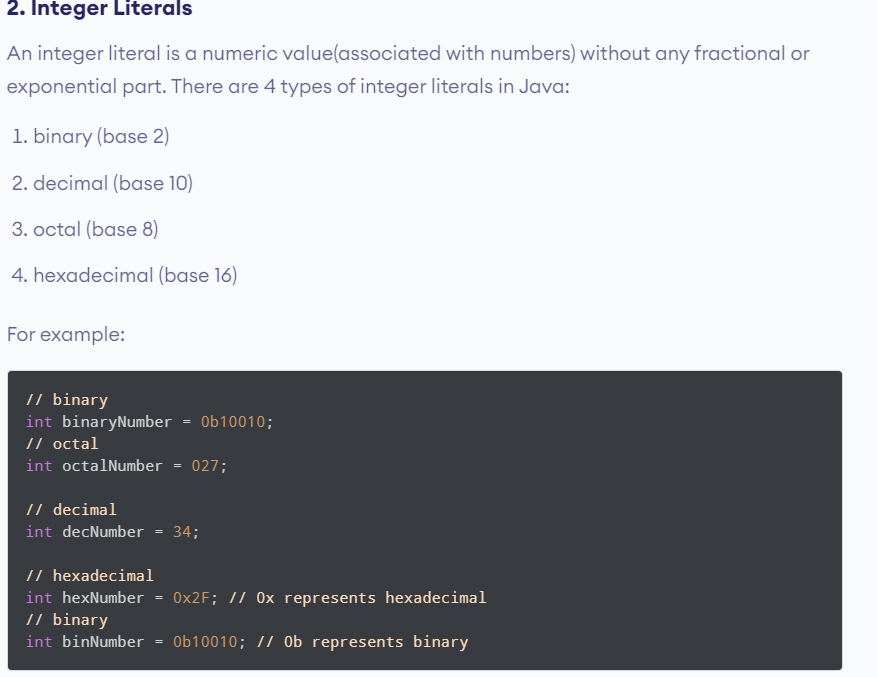 2. Integer Literals
An integer literal is a numeric value(associated with numbers) without any fractional or
exponential part. There are 4 types of integer literals in Java:
1. binary (base 2)
2. decimal (base 10)
3. octal (base 8)
4. hexadecimal (base 16)
For example:
// binary
int binaryNumber = 0b10010;
// octal
int octalNumber = 027;
// decimal
int decNumber = 34;
// hexadecimal
int hexNumber = 0x2F; // 0x represents hexadecimal
// binary
int binNumber = 0b10010; // 0b represents binary